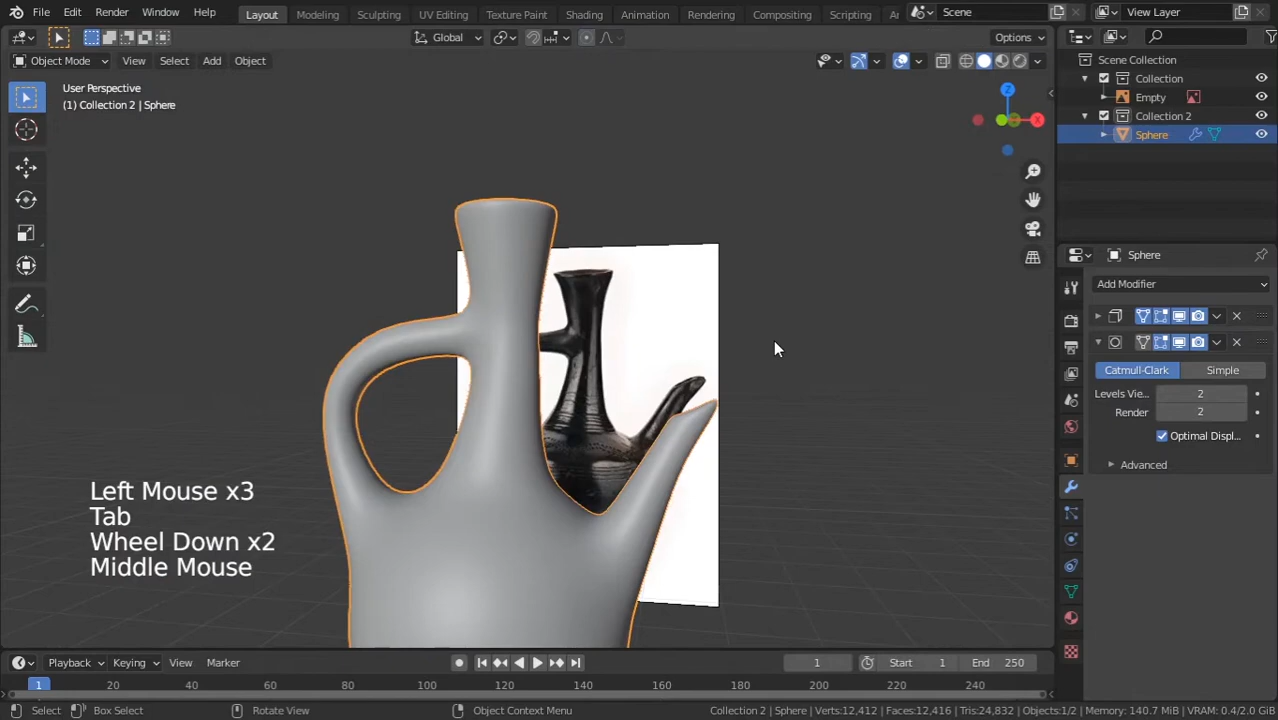 File Edit Render Window Help Layout Modeling Sculpting UV Editing Texture Paint Shading Animation Rendering Compositing Scripting Ar Scene View Layer
Global Options
Object Mode View Select Add Object
User Perspective
(1) Collection 2 | Sphere
Z
X
Scene Collection
Collection
Empty
Collection 2
Sphere
Sphere
Add Modifier
Catmull-Clark Simple
Levels Vie... 2
Render 2
Optimal Displ...
Advanced
Left Mouse x3
Tab
Wheel Down x2
Middle Mouse
Playback Keying View Marker 1 Start 1 End 250
1 20 40 60 80 100 120 140 160 180 200 220 240
Select Box Select Rotate View Object Context Menu Collection 2 | Sphere | Verts:12,412 | Faces:12,416 | Tris:24,832 | Objects:1/2 | Memory: 140.7 MiB | VRAM: 0.4/2.0 GiB